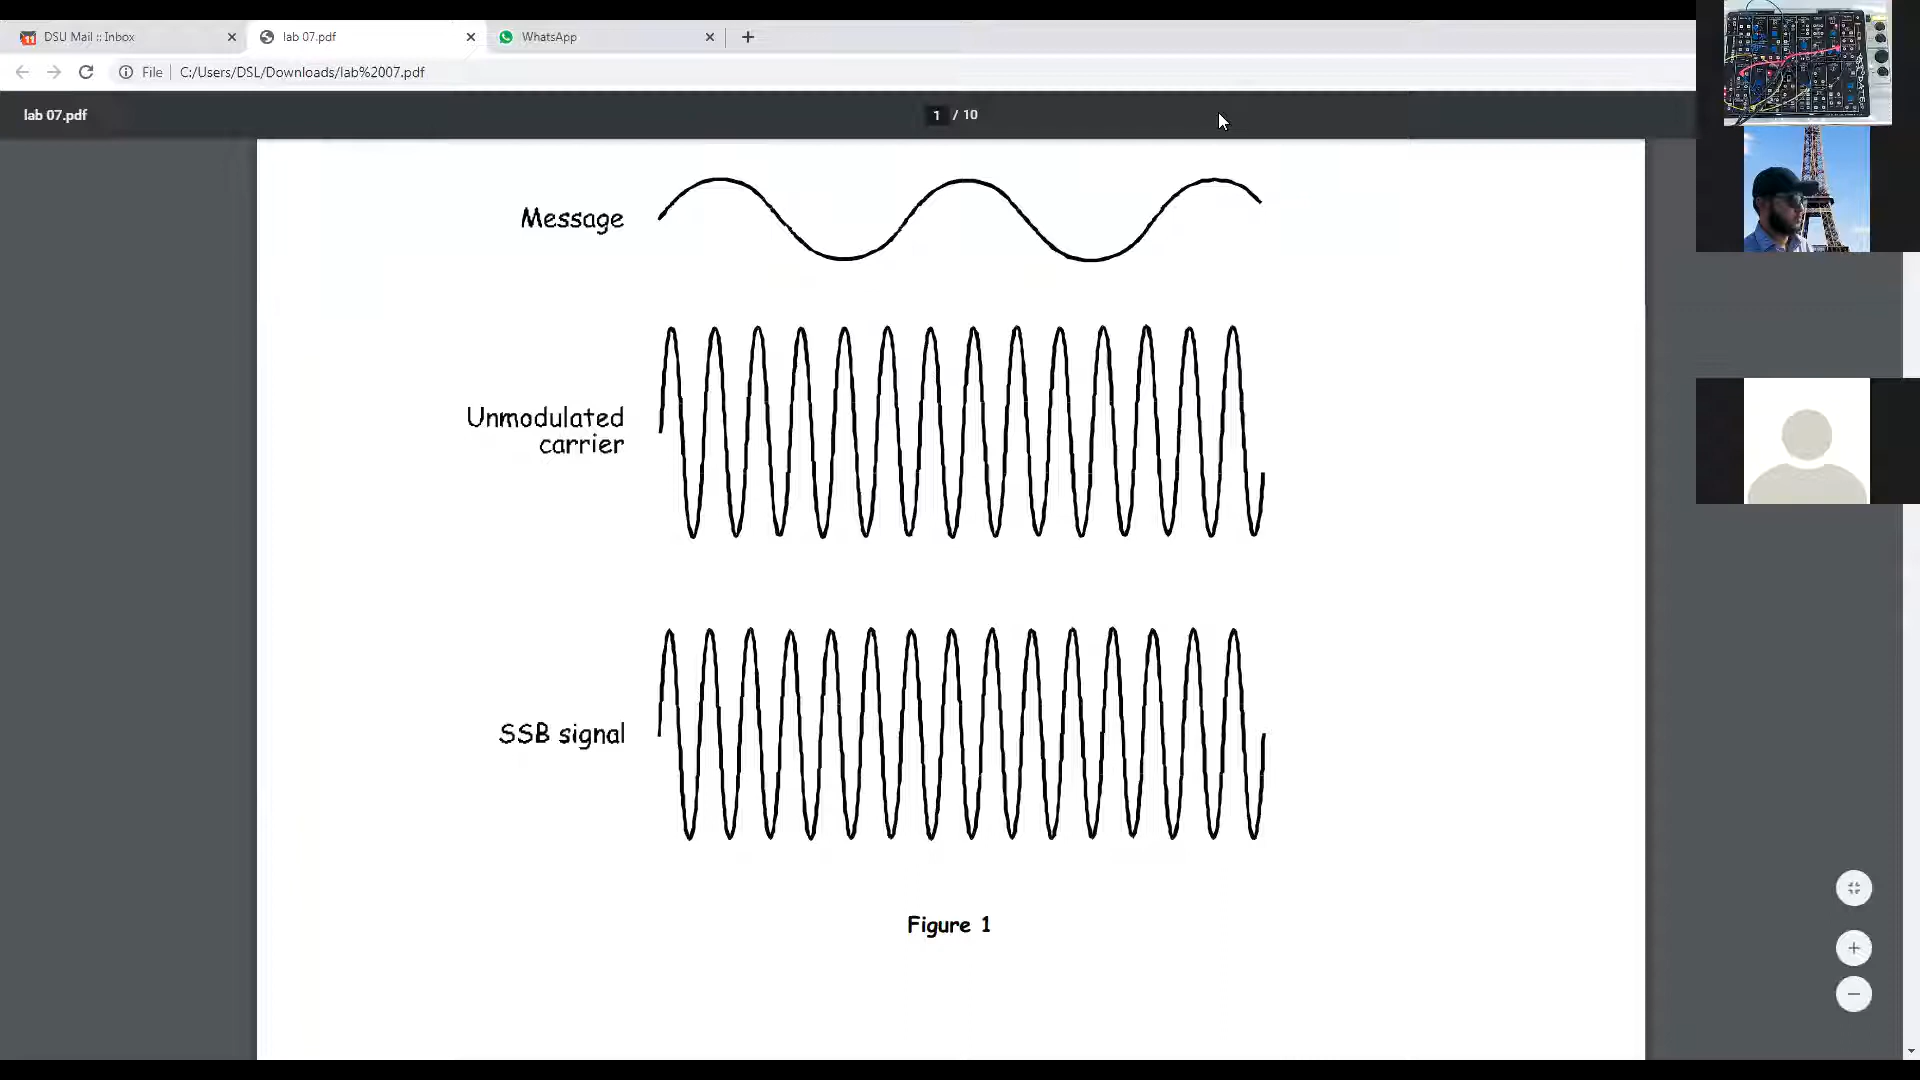 DSU Mail :: Inbox
lab 07.pdf
WhatsApp
File
C:/Users/DSL/Downloads/lab%2007.pdf
lab 07.pdf
1 / 10
Message
Unmodulated
carrier
SSB signal
Figure 1